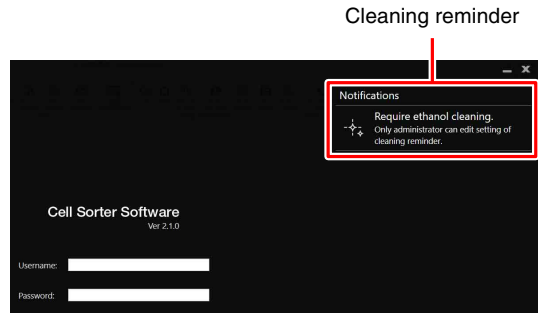 Cleaning reminder
Notifications
Require ethanol cleaning.
Only administrator can edit setting of
cleaning reminder.
Cell Sorter Software
Ver 2.1.0
Username:
Password: